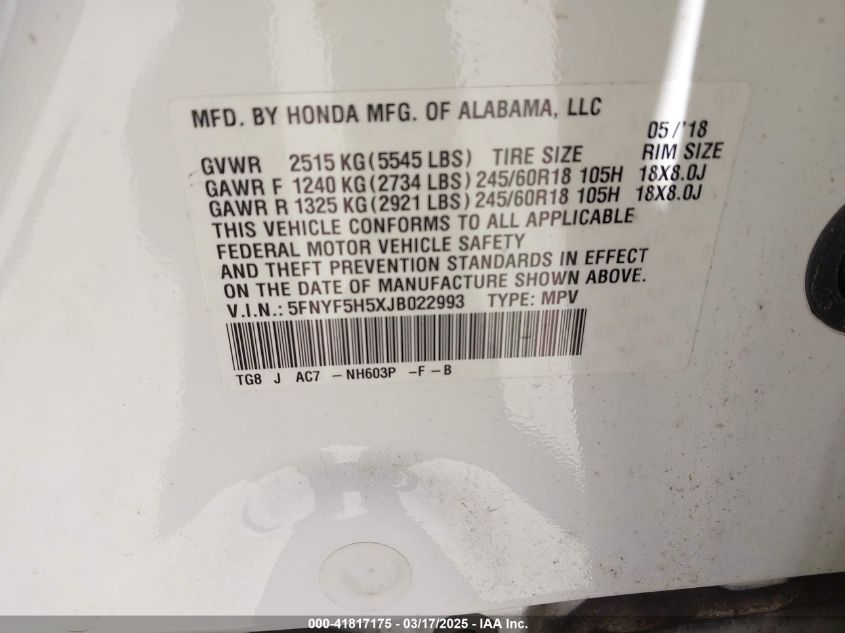 MFD. BY HONDA MFG. OF ALABAMA, LLC
05/'18
GVWR 2515 KG(5545 LBS) TIRE SIZE RIM SIZE
GAWR F 1240 KG(2734 LBS)245/60R18 105H 18X8.0J
GAWR R 1325 KG(2921 LBS)245/60R18 105H 18X8.0J
THIS VEHICLE CONFORMS TO ALL APPLICABLE
FEDERAL MOTOR VEHICLE SAFETY
AND THEFT PREVENTION STANDARDS IN EFFECT
ON THE DATE OF MANUFACTURE SHOWN ABOVE.
V.I.N.: 5FNYF5H5XJB022993 TYPE: MPV
TG8 J AC7 -NH603P -F-B
000-41817175 - 03/17/2025 - IAA Inc.